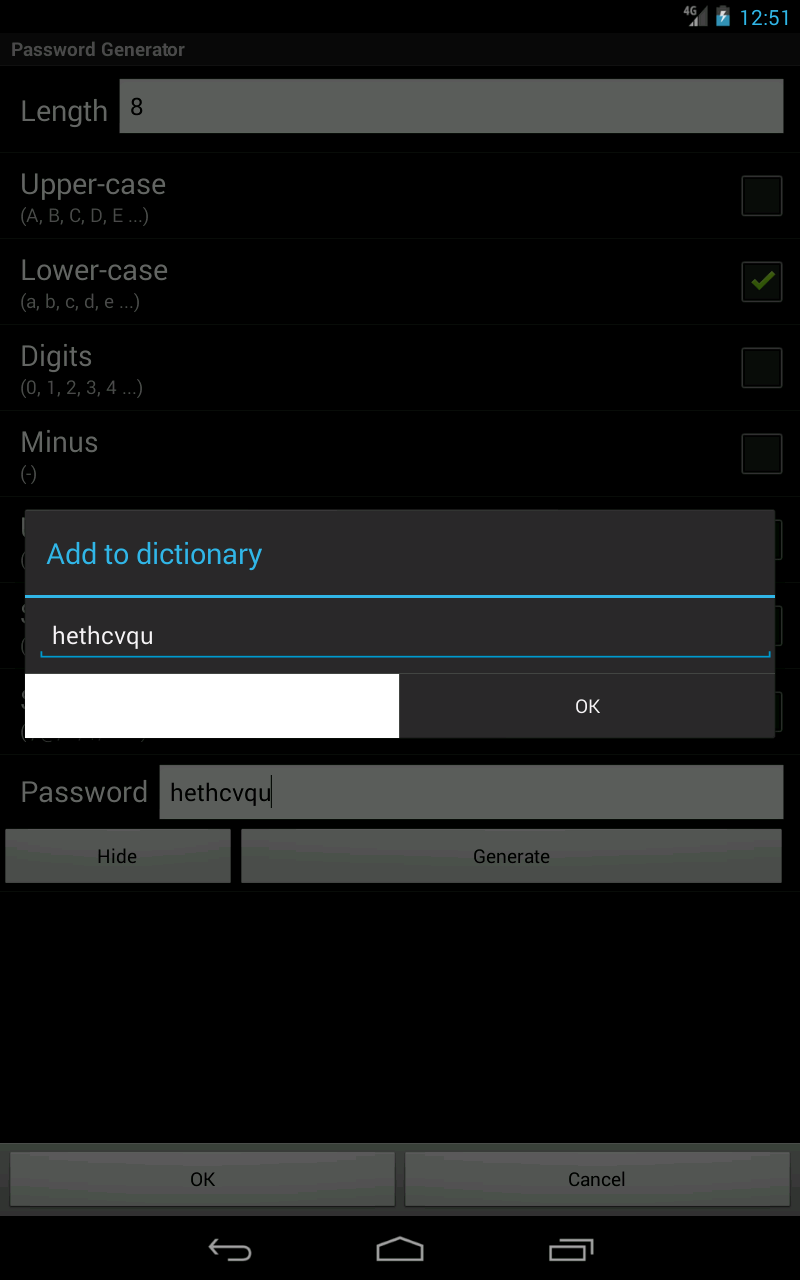 4G 12:51
Password Generator
Length 8
Upper-case
(A, B, C, D, E ...)
Lower-case
(a, b, c, d, e ...)
Digits
(0, 1, 2, 3, 4 ...)
Minus
(-)
Add to dictionary
hethcvqu
OK
Password hethcvqu
Hide Generate
OK Cancel